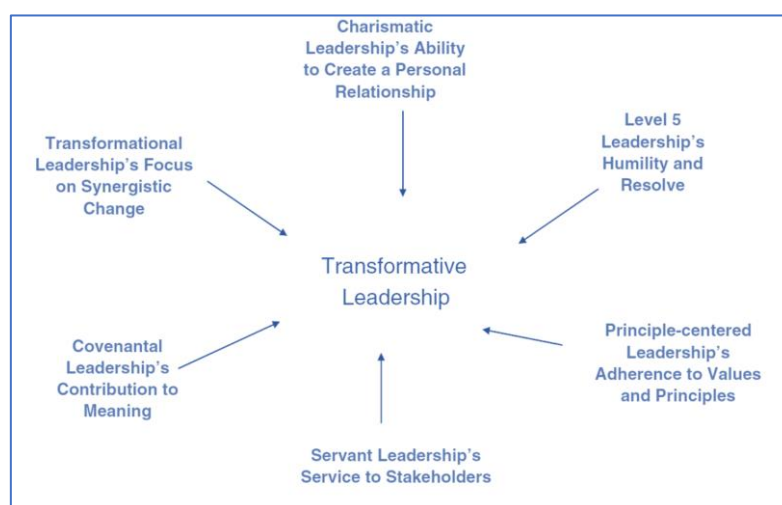 Charismatic
Leadership’s Ability
to Create a Personal
Relationship
Level 5
Leadership’s
Humility and
Resolve
Transformational
Leadership’s Focus
on Synergistic
Change
Transformative
Leadership
Principle-centered
Leadership’s
Adherence to Values
and Principles
Covenantal
Leadership’s
Contribution to
Meaning
Servant Leadership’s
Service to Stakeholders